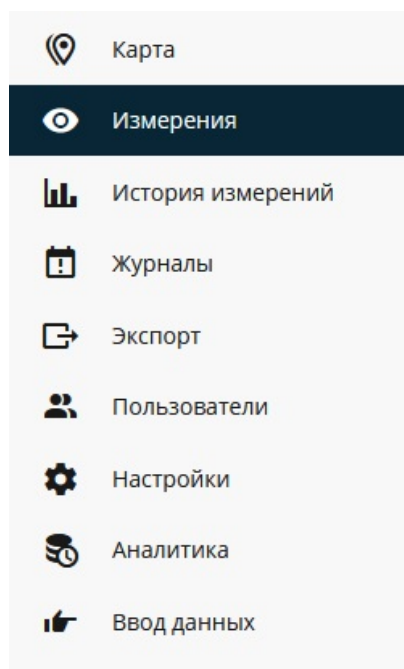 Карта
Измерения
История измерений
Журналы
Экспорт
Пользователи
Настройки
Аналитика
Ввод данных